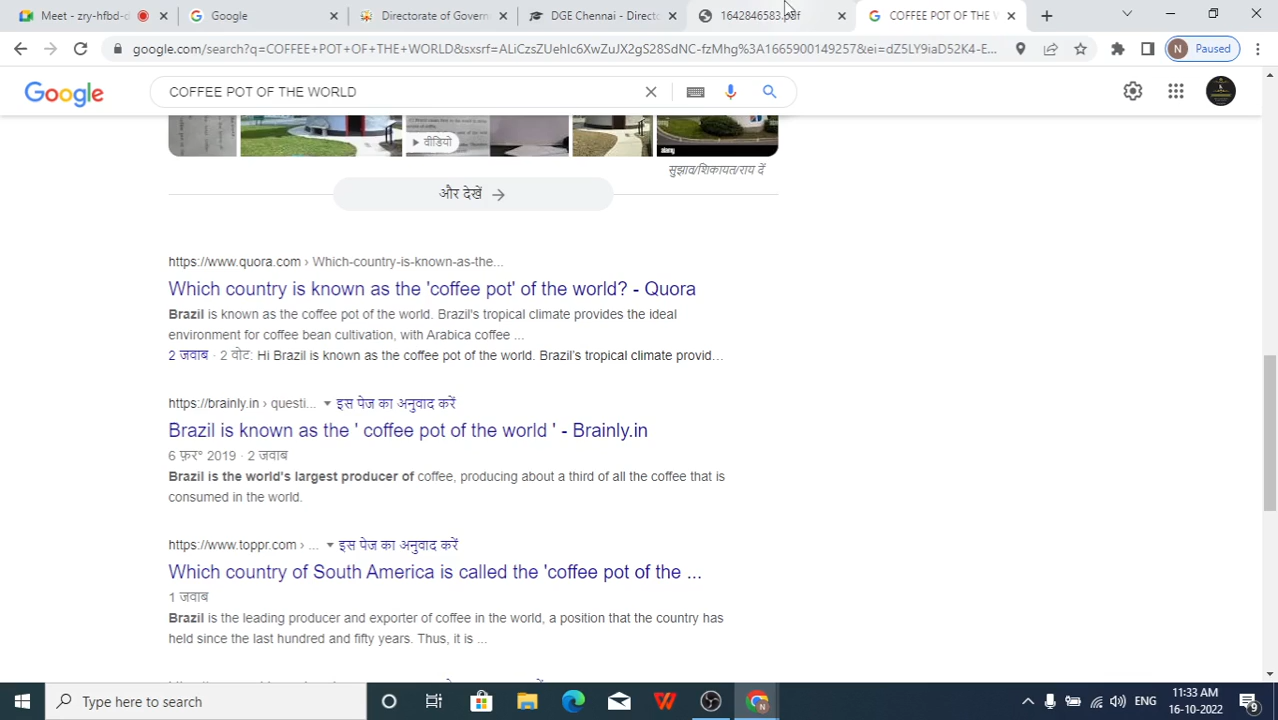 Meet - zry-hfbd-
Google
Directorate of Govern
DGE Chennai - Direct
1642846583.pdf
COFFEE POT OF THE W
google.com/search?q=COFFEE+POT+OF+THE+WORLD&sxsrf=ALiCzsZUehIc6XwZuJX2gS28SdNC-fzMhg%3A1665900149257&ei=dZ5LY9iaD52K4-E...
N Paused
Google
COFFEE POT OF THE WORLD
वीडियो
alamy
सुझाव/शिकायत/राय दें
और देखें →
https://www.quora.com › Which-country-is-known-as-the...
Which country is known as the 'coffee pot' of the world? - Quora
Brazil is known as the coffee pot of the world. Brazil's tropical climate provides the ideal
environment for coffee bean cultivation, with Arabica coffee ...
2 जवाब · 2 वोट: Hi Brazil is known as the coffee pot of the world. Brazil's tropical climate provid...
https://brainly.in › questi... इस पेज का अनुवाद करें
Brazil is known as the ' coffee pot of the world ' - Brainly.in
6 फ़र॰ 2019 · 2 जवाब
Brazil is the world's largest producer of coffee, producing about a third of all the coffee that is
consumed in the world.
https://www.toppr.com › ... इस पेज का अनुवाद करें
Which country of South America is called the 'coffee pot of the ...
1 जवाब
Brazil is the leading producer and exporter of coffee in the world, a position that the country has
held since the last hundred and fifty years. Thus, it is ...
Type here to search
ENG
11:33 AM
16-10-2022
9